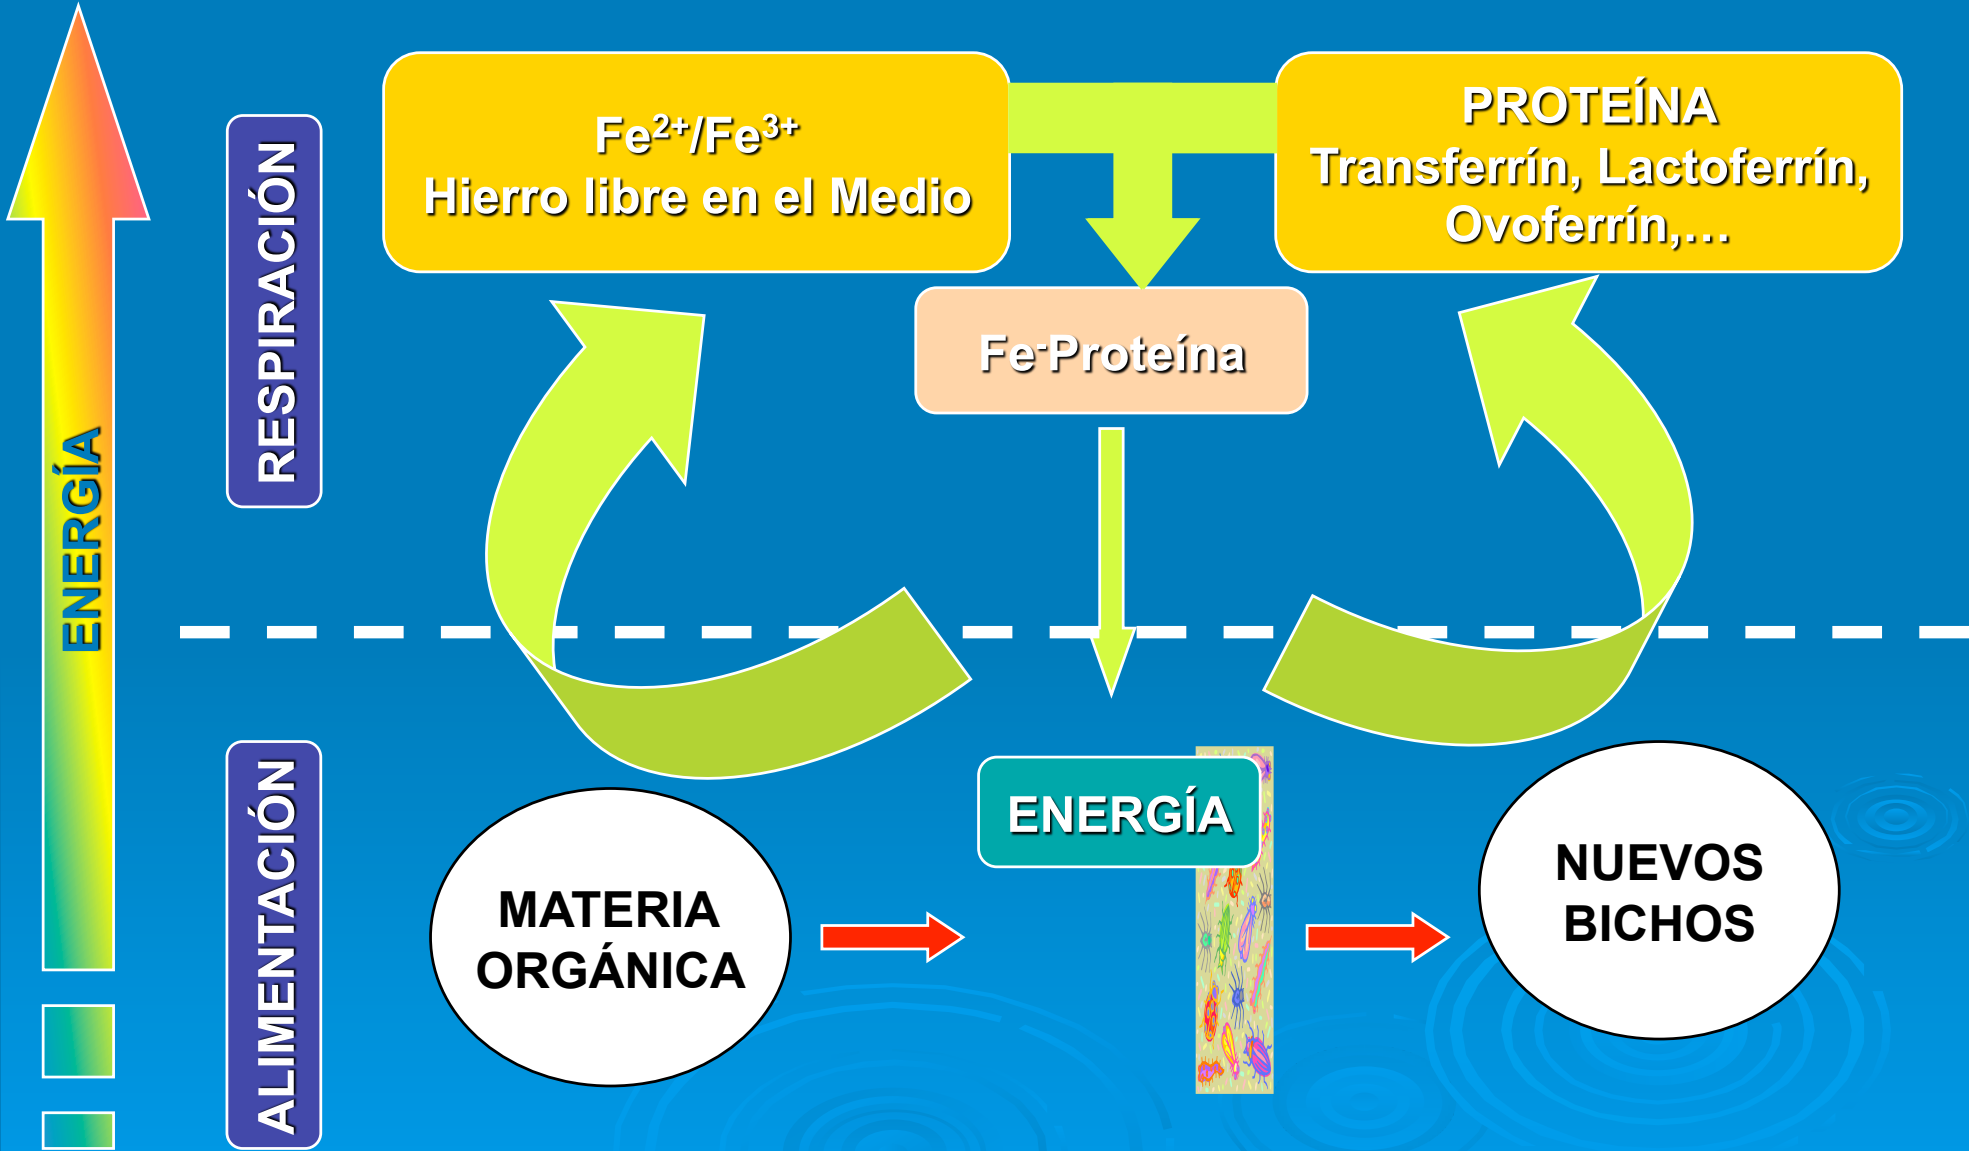 ENERGÍA
RESPIRACIÓN
Fe²⁺/Fe³⁺
Hierro libre en el Medio
PROTEÍNA
Transferrín, Lactoferrín,
Ovoferrín,...
Fe⁻Proteína
ALIMENTACIÓN
MATERIA
ORGÁNICA
ENERGÍA
NUEVOS
BICHOS